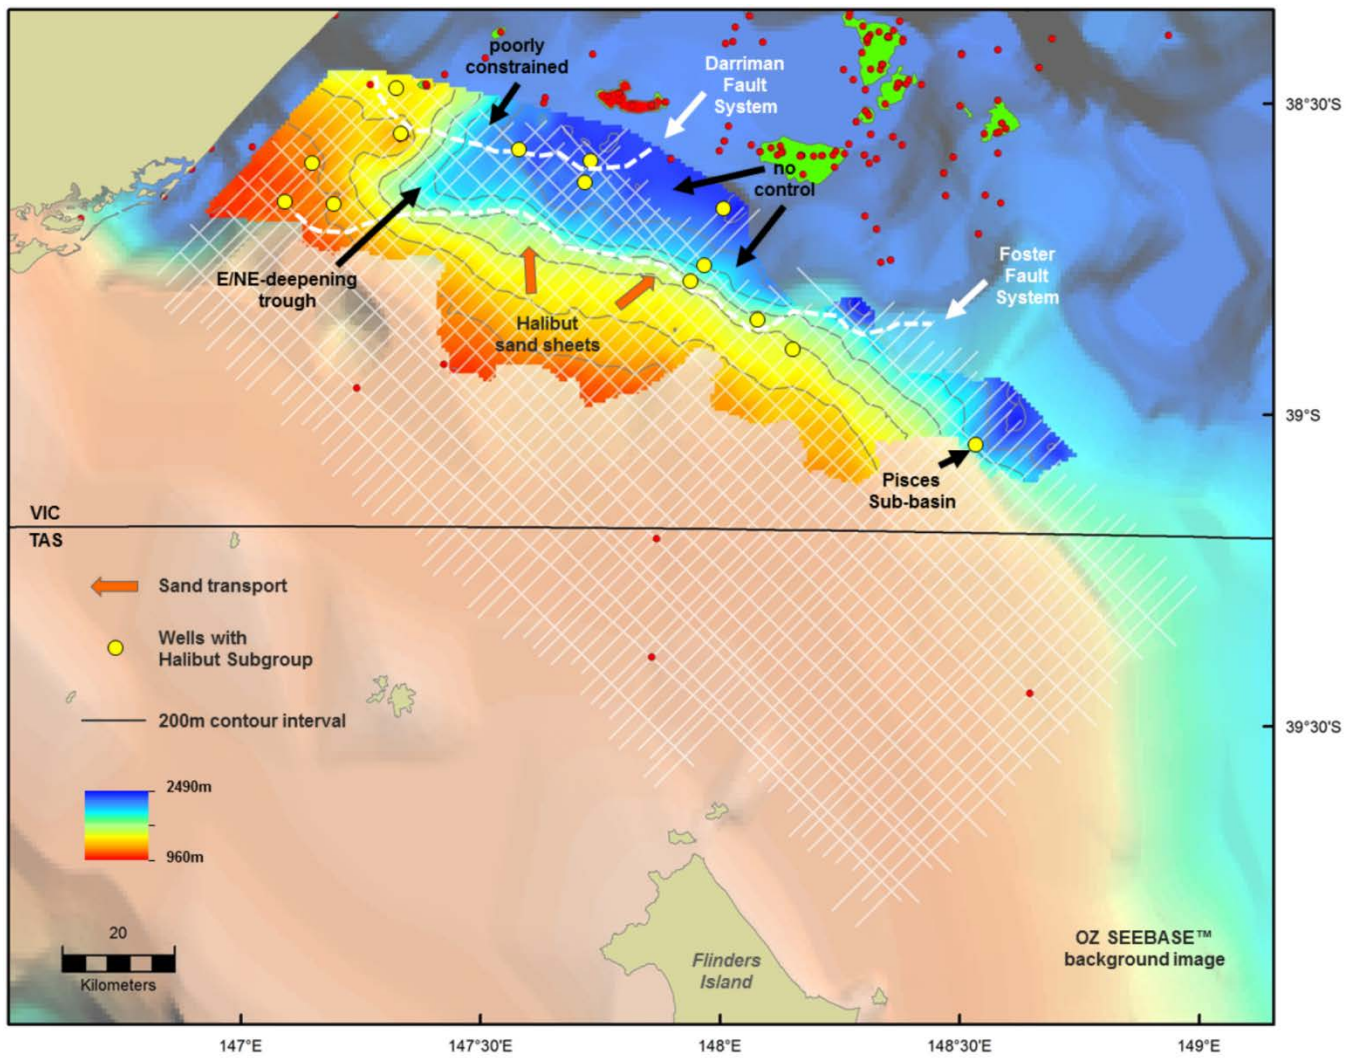 poorly
constrained
Darriman
Fault
System
38°30'S
no
control
E/NE-deepening
trough
Foster
Fault
System
Halibut
sand sheets
39°S
Pisces
Sub-basin
VIC
TAS
Sand transport
Wells with
Halibut Subgroup
200m contour interval
39°30'S
2490m
960m
20
Kilometers
Flinders
Island
OZ SEEBASE™
background image
147°E
147°30'E
148°E
148°30'E
149°E